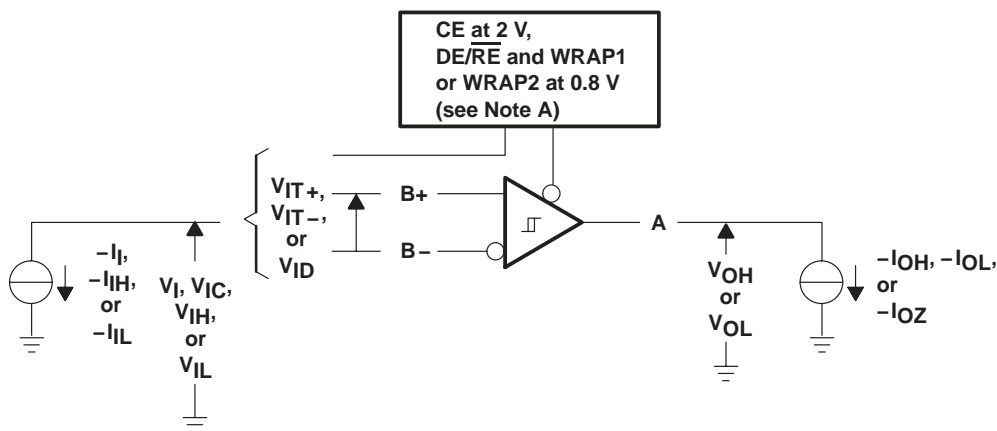 CE at 2 V,
DE/R̅E̅ and WRAP1
or WRAP2 at 0.8 V
(see Note A)
VIT+,
VIT−,
or
VID
B+
B−
A
−II,
−IIH,
or
−IIL
VI, VIC,
VIH,
or
VIL
VOH
or
VOL
−IOH, −IOL,
or
−IOZ